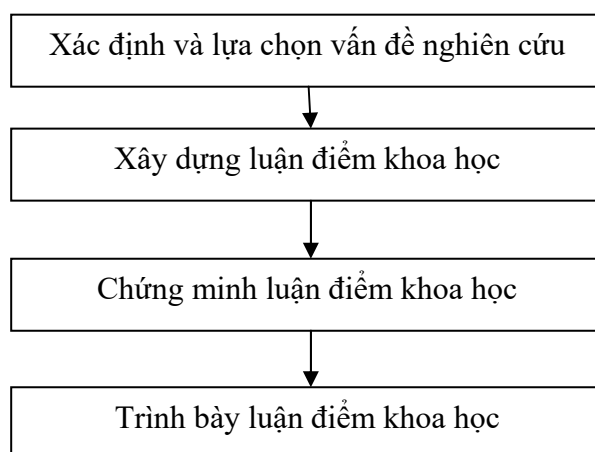 Xác định và lựa chọn vấn đề nghiên cứu
Xây dựng luận điểm khoa học
Chứng minh luận điểm khoa học
Trình bày luận điểm khoa học